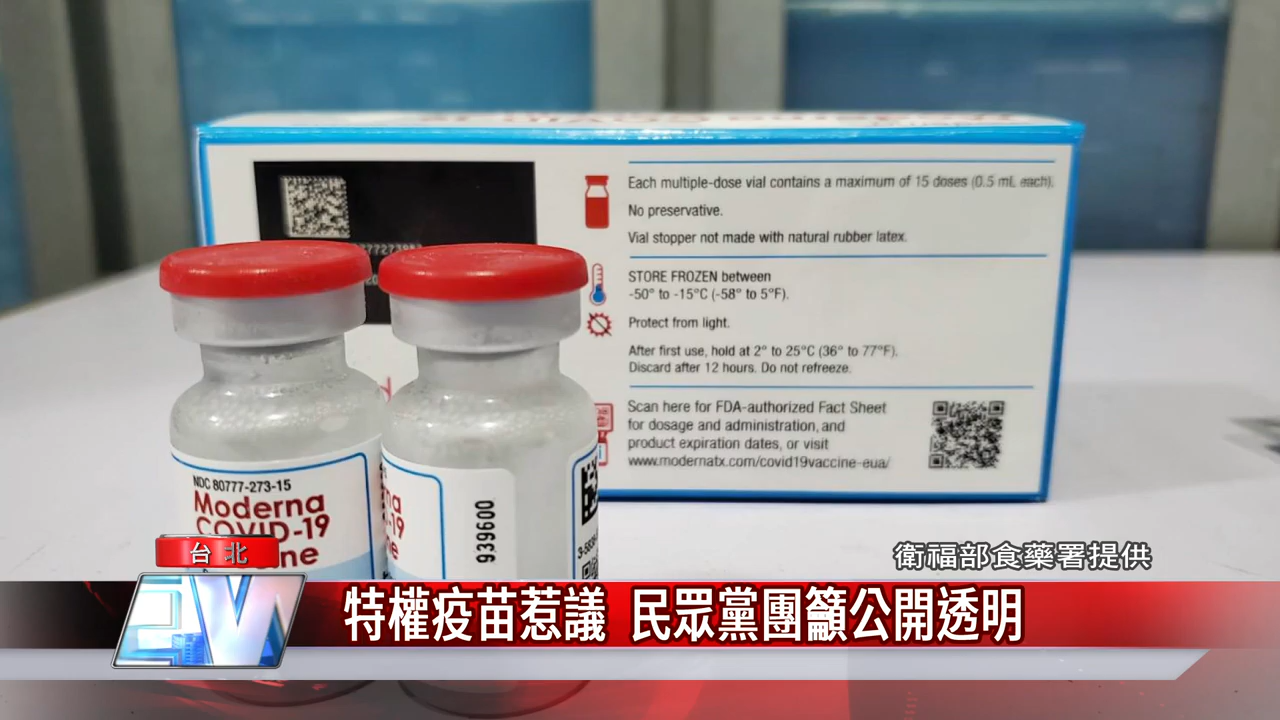 Each multiple-dose vial contains a maximum of 15 doses (0.5 mL each).
No preservative.
Vial stopper not made with natural rubber latex.
STORE FROZEN between
-50° to -15°C (-58° to 5°F).
Protect from light.
After first use, hold at 2° to 25°C (36° to 77°F).
Discard after 12 hours. Do not refreeze.
Scan here for FDA-authorized Fact Sheet
for dosage and administration, and
product expiration dates, or visit
www.modernatx.com/covid19vaccine-eua/
NDC 80777-273-15
Moderna
COVID-19
939600
台北
衛福部食藥署提供
特權疫苗惹議 民眾黨團籲公開透明